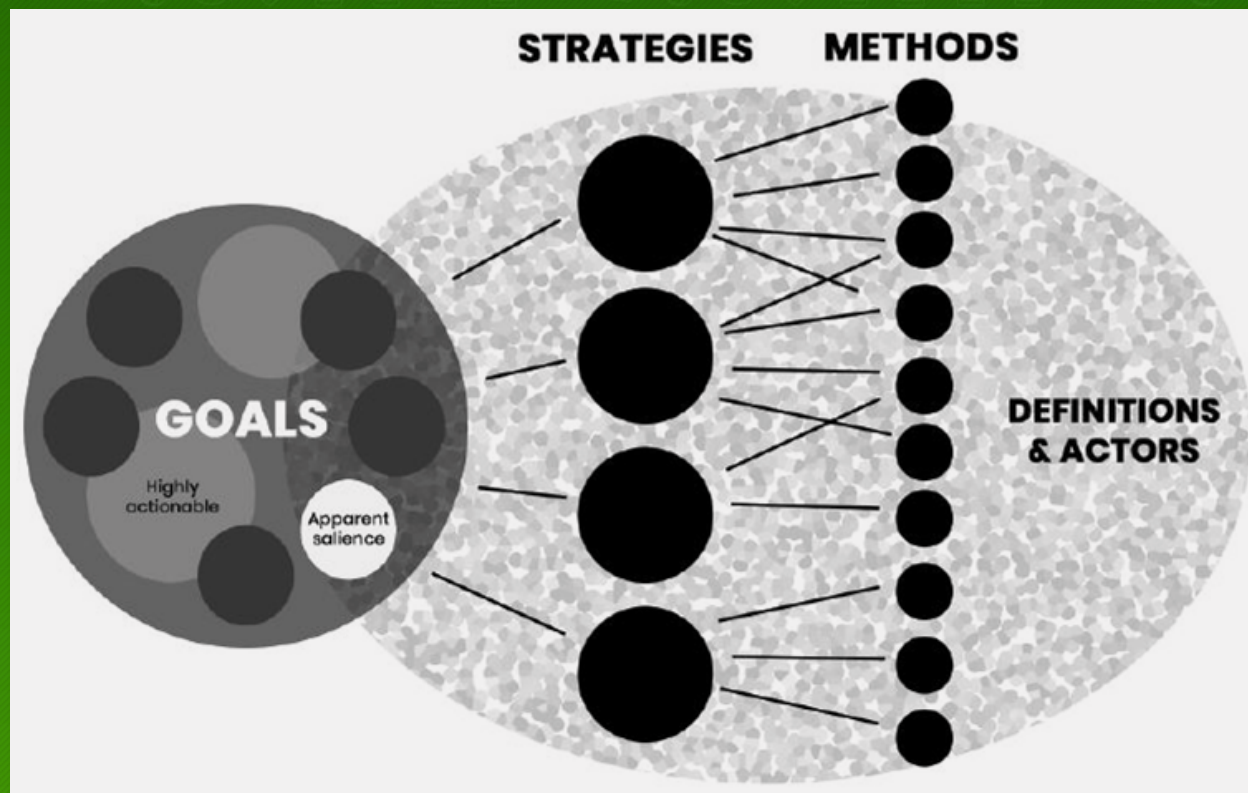 STRATEGIES
METHODS
GOALS
Highly
actionable
Apparent
salience
DEFINITIONS
& ACTORS